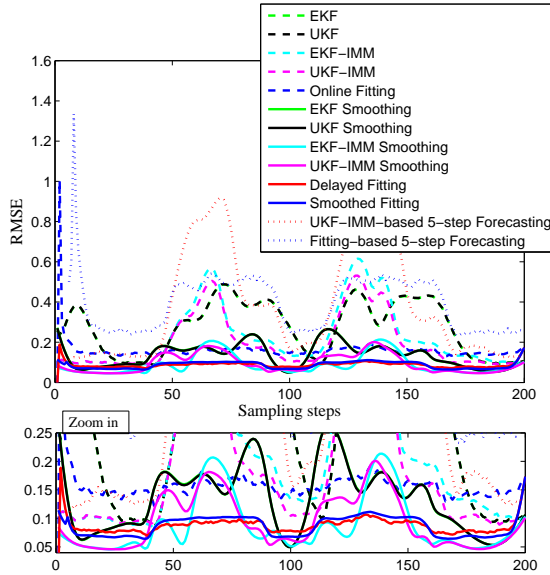 EKF
UKF
EKF-IMM
UKF-IMM
Online Fitting
EKF Smoothing
UKF Smoothing
EKF-IMM Smoothing
UKF-IMM Smoothing
Delayed Fitting
Smoothed Fitting
UKF-IMM-based 5-step Forecasting
Fitting-based 5-step Forecasting
RMSE
1.6
1.4
1.2
1
0.8
0.6
0.4
0.2
0
0 50 100 150 200
Sampling steps
Zoom in
0.25
0.2
0.15
0.1
0.05
0 50 100 150 200